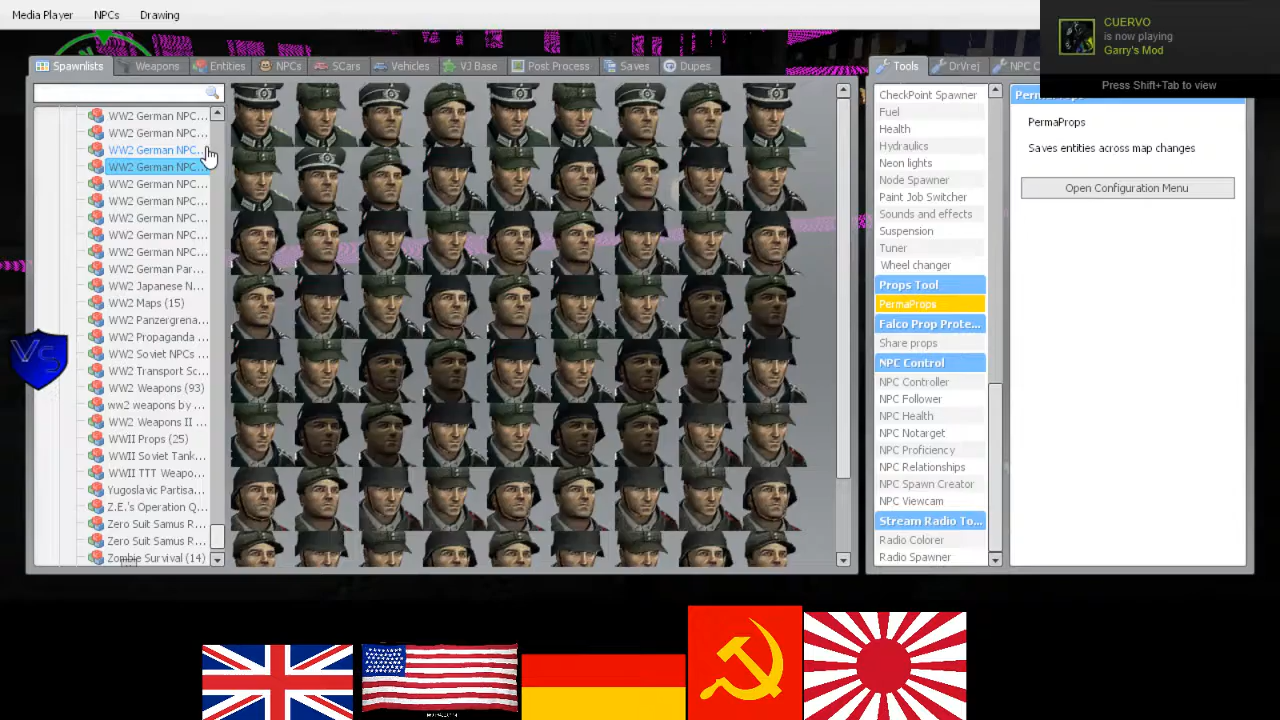 Media Player NPCs Drawing
CUERVO
is now playing
Garry's Mod
Press Shift+Tab to view
Spawnlists Weapons Entities NPCs SCars Vehicles VJ Base Post Process Saves Dupes
Tools DrVrej NPC C
WW2 German NPC...
WW2 German NPC...
WW2 German NPC...
WW2 German NPC...
WW2 German NPC...
WW2 German NPC...
WW2 German NPC...
WW2 German NPC...
WW2 German NPC...
WW2 German Par...
WW2 Japanese N...
WW2 Maps (15)
WW2 Panzergrena...
WW2 Propaganda ...
WW2 Soviet NPCs ...
WW2 Transport Sc...
WW2 Weapons (93)
ww2 weapons by ...
WW2 Weapons II ...
WWII Props (25)
WWII Soviet Tank...
WWII TTT Weapo...
Yugoslavic Partisa...
Z.E.'s Operation Q...
Zero Suit Samus R...
Zero Suit Samus R...
Zombie Survival (14)
CheckPoint Spawner
Fuel
Health
Hydraulics
Neon lights
Node Spawner
Paint Job Switcher
Sounds and effects
Suspension
Tuner
Wheel changer
Props Tool
PermaProps
Falco Prop Prote...
Share props
NPC Control
NPC Controller
NPC Follower
NPC Health
NPC Notarget
NPC Proficiency
NPC Relationships
NPC Spawn Creator
NPC Viewcam
Stream Radio To...
Radio Colorer
Radio Spawner
PermaProps
PermaProps
Saves entities across map changes
Open Configuration Menu
VS